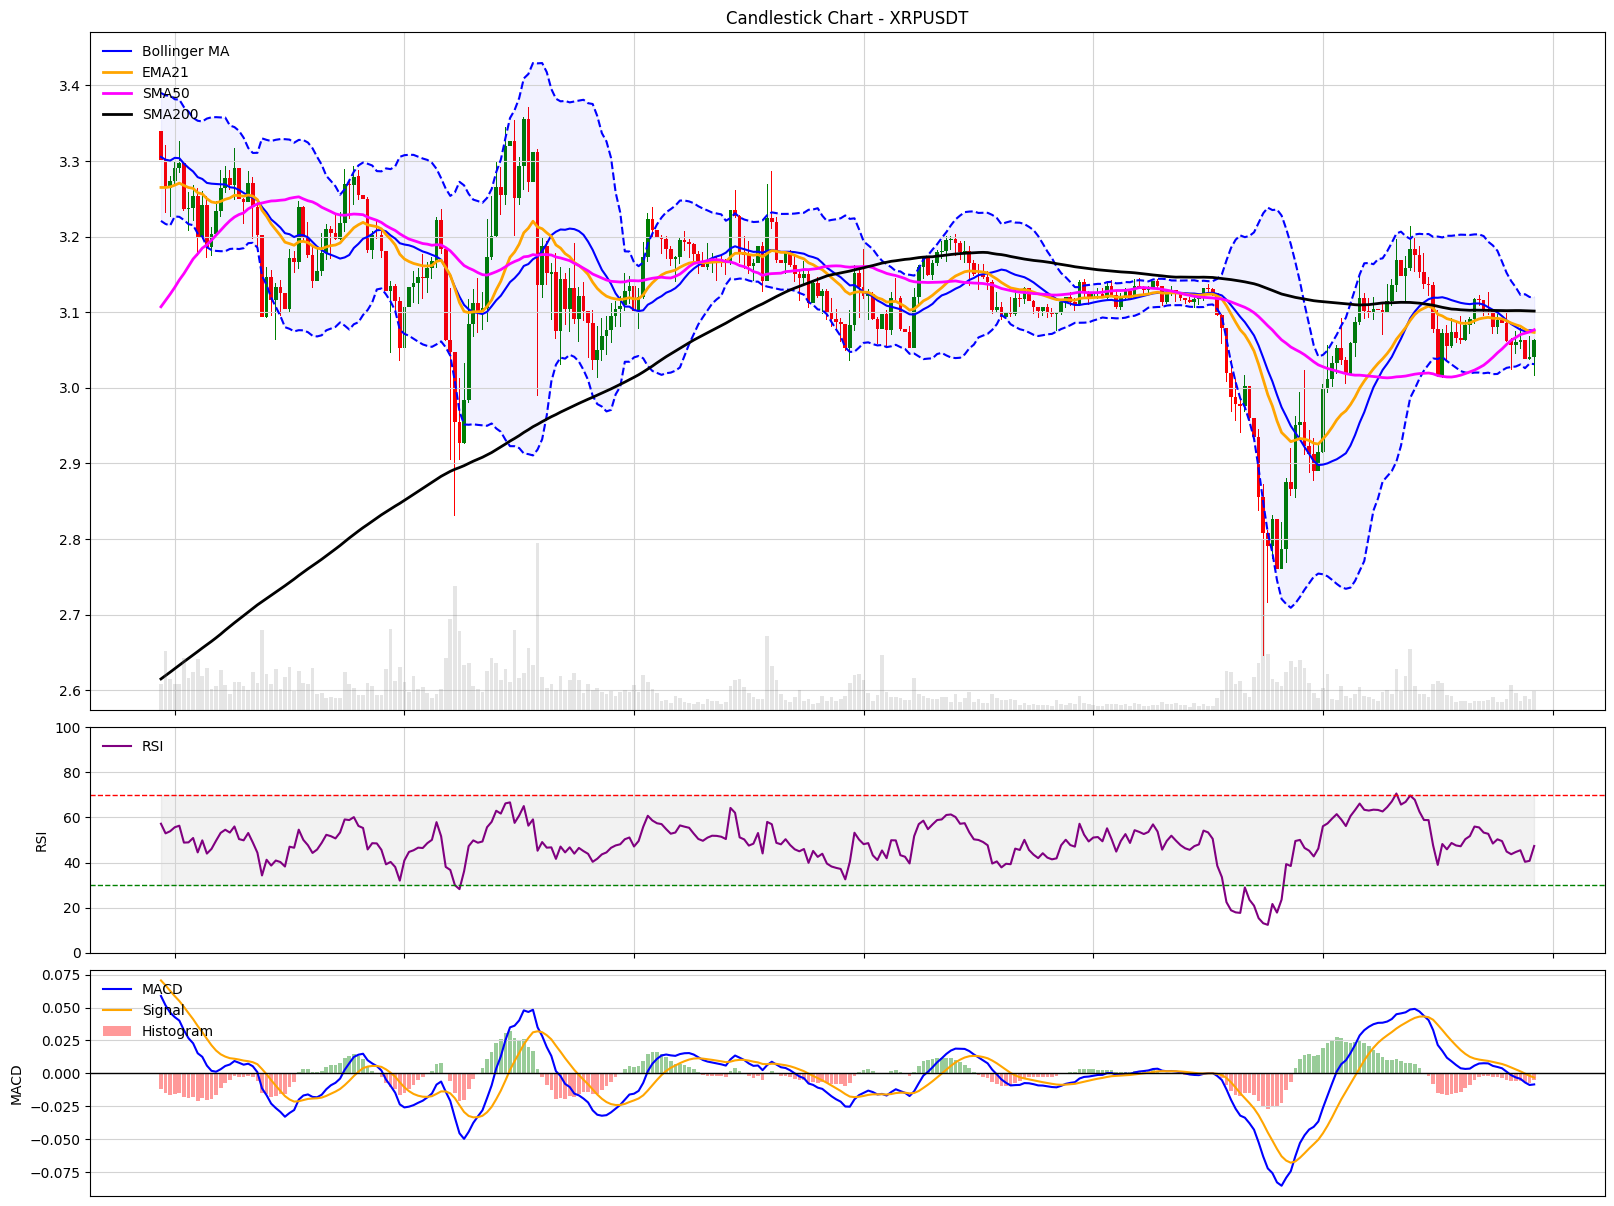 Candlestick Chart - XRPUSDT
Bollinger MA
EMA21
SMA50
SMA200
3.4
3.3
3.2
3.1
3.0
2.9
2.8
2.7
2.6
RSI
RSI
100
80
60
40
20
0
MACD
Signal
Histogram
MACD
0.075
0.050
0.025
0.000
−0.025
−0.050
−0.075